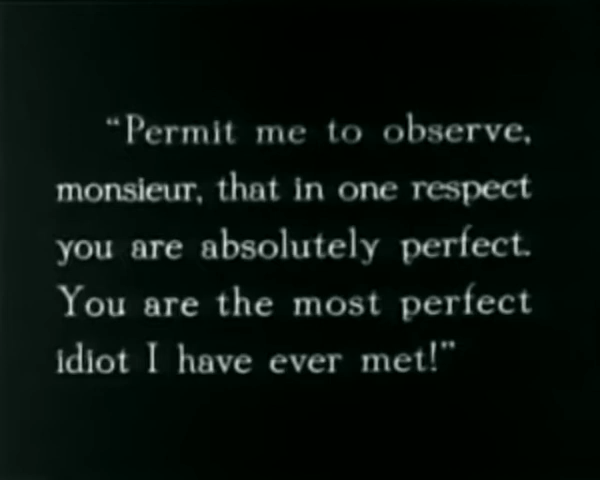 “Permit me to observe,
monsieur, that in one respect
you are absolutely perfect.
You are the most perfect
idiot I have ever met!”